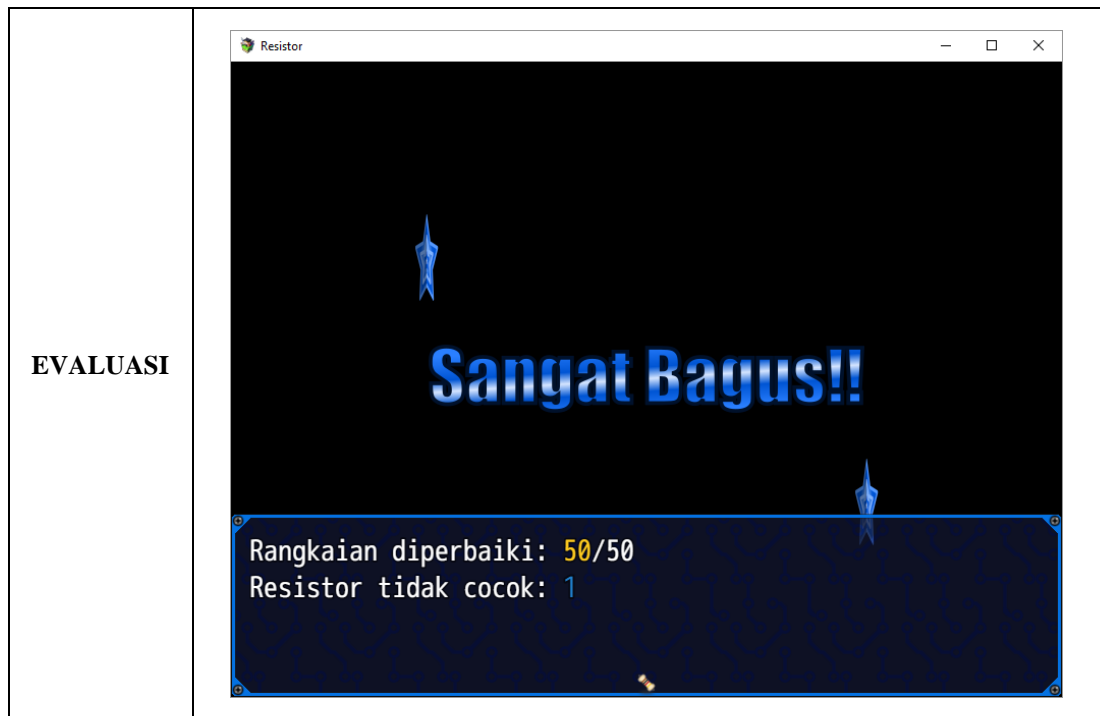 EVALUASI
Resistor
Sangat Bagus!!
Rangkaian diperbaiki: 50/50
Resistor tidak cocok: 1